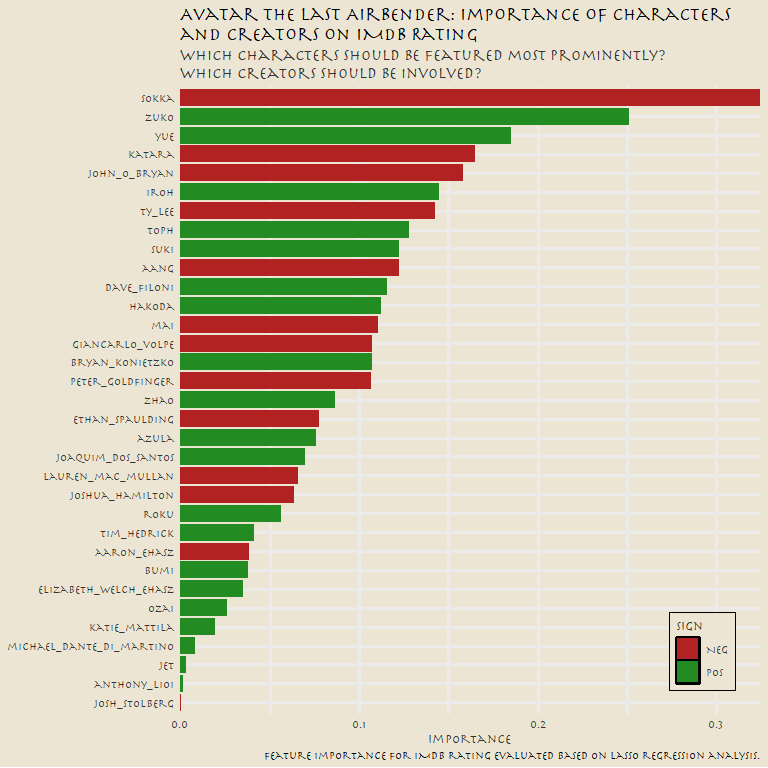 Avatar The Last Airbender: Importance of Characters
and Creators on IMDB Rating
Which characters should be featured most prominently?
Which creators should be involved?
sokka
zuko
yue
katara
john_o_bryan
iroh
ty_lee
toph
suki
aang
dave_filoni
hakoda
mai
giancarlo_volpe
bryan_konietzko
peter_goldfinger
zhao
ethan_spaulding
azula
joaquim_dos_santos
lauren_mac_mullan
joshua_hamilton
roku
tim_hedrick
aaron_ehasz
bumi
elizabeth_welch_ehasz
ozai
katie_mattila
michael_dante_di_martino
jet
anthony_lioi
josh_stolberg
Sign
NEG
POS
0.0 0.1 0.2 0.3
Importance
Feature importance for IMDB rating evaluated based on lasso regression analysis.